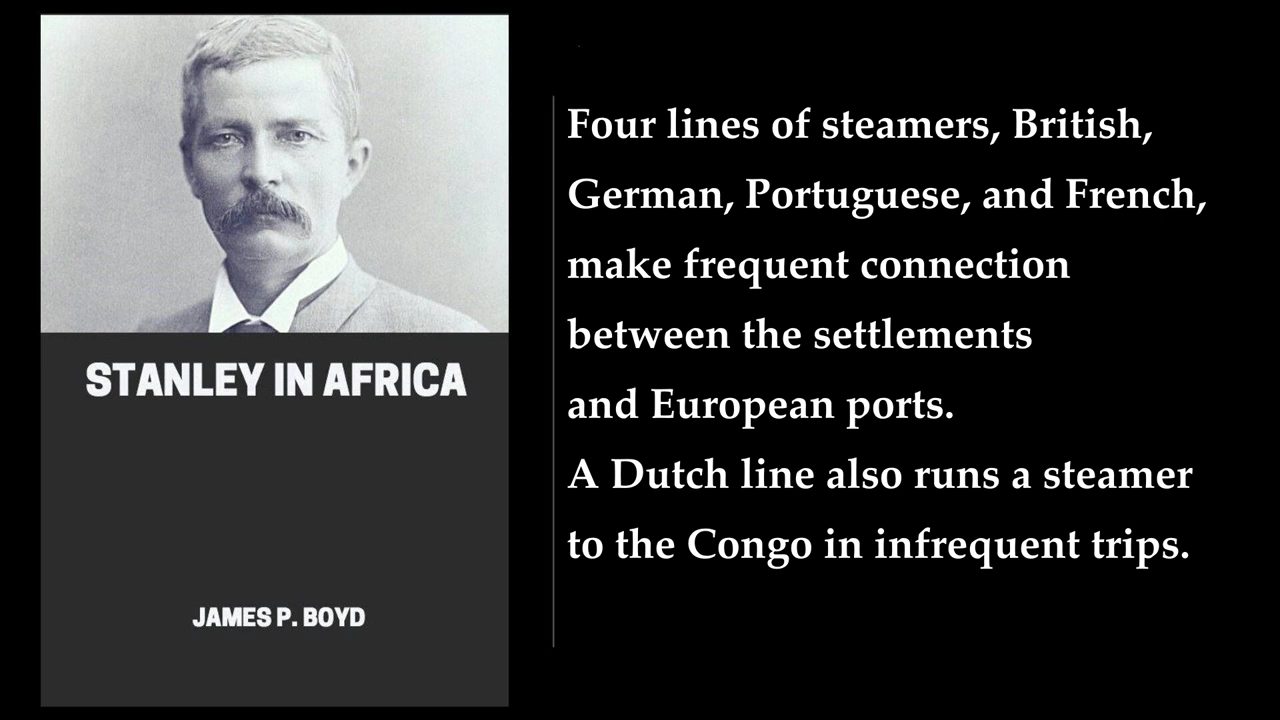 STANLEY IN AFRICA
JAMES P. BOYD
Four lines of steamers, British,
German, Portuguese, and French,
make frequent connection
between the settlements
and European ports.
A Dutch line also runs a steamer
to the Congo in infrequent trips.